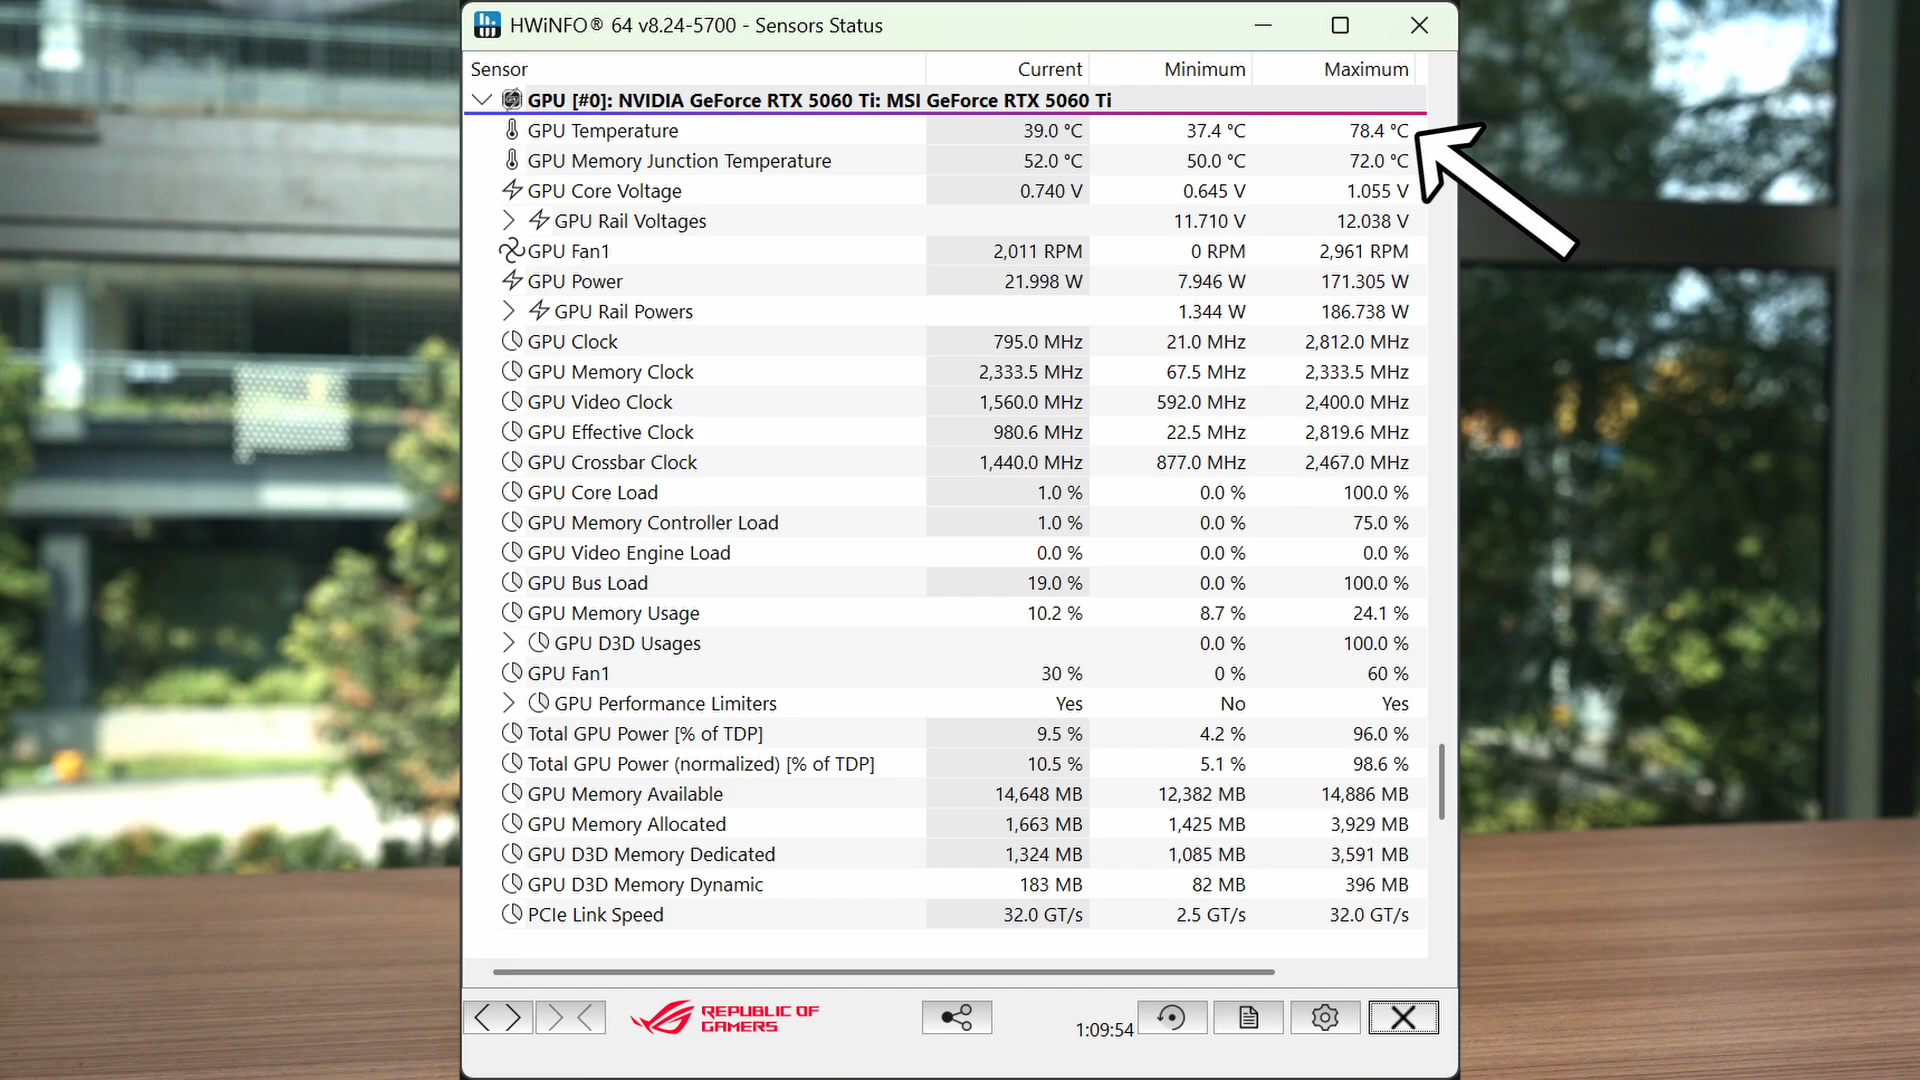 HWiNFO® 64 v8.24-5700 - Sensors Status
Sensor Current Minimum Maximum
GPU [#0]: NVIDIA GeForce RTX 5060 Ti: MSI GeForce RTX 5060 Ti
GPU Temperature 39.0 °C 37.4 °C 78.4 °C
GPU Memory Junction Temperature 52.0 °C 50.0 °C 72.0 °C
GPU Core Voltage 0.740 V 0.645 V 1.055 V
GPU Rail Voltages 11.710 V 12.038 V
GPU Fan1 2,011 RPM 0 RPM 2,961 RPM
GPU Power 21.998 W 7.946 W 171.305 W
GPU Rail Powers 1.344 W 186.738 W
GPU Clock 795.0 MHz 21.0 MHz 2,812.0 MHz
GPU Memory Clock 2,333.5 MHz 67.5 MHz 2,333.5 MHz
GPU Video Clock 1,560.0 MHz 592.0 MHz 2,400.0 MHz
GPU Effective Clock 980.6 MHz 22.5 MHz 2,819.6 MHz
GPU Crossbar Clock 1,440.0 MHz 877.0 MHz 2,467.0 MHz
GPU Core Load 1.0 % 0.0 % 100.0 %
GPU Memory Controller Load 1.0 % 0.0 % 75.0 %
GPU Video Engine Load 0.0 % 0.0 % 0.0 %
GPU Bus Load 19.0 % 0.0 % 100.0 %
GPU Memory Usage 10.2 % 8.7 % 24.1 %
GPU D3D Usages 0.0 % 100.0 %
GPU Fan1 30 % 0 % 60 %
GPU Performance Limiters Yes No Yes
Total GPU Power [% of TDP] 9.5 % 4.2 % 96.0 %
Total GPU Power (normalized) [% of TDP] 10.5 % 5.1 % 98.6 %
GPU Memory Available 14,648 MB 12,382 MB 14,886 MB
GPU Memory Allocated 1,663 MB 1,425 MB 3,929 MB
GPU D3D Memory Dedicated 1,324 MB 1,085 MB 3,591 MB
GPU D3D Memory Dynamic 183 MB 82 MB 396 MB
PCIe Link Speed 32.0 GT/s 2.5 GT/s 32.0 GT/s
REPUBLIC OF
GAMERS
1:09:54